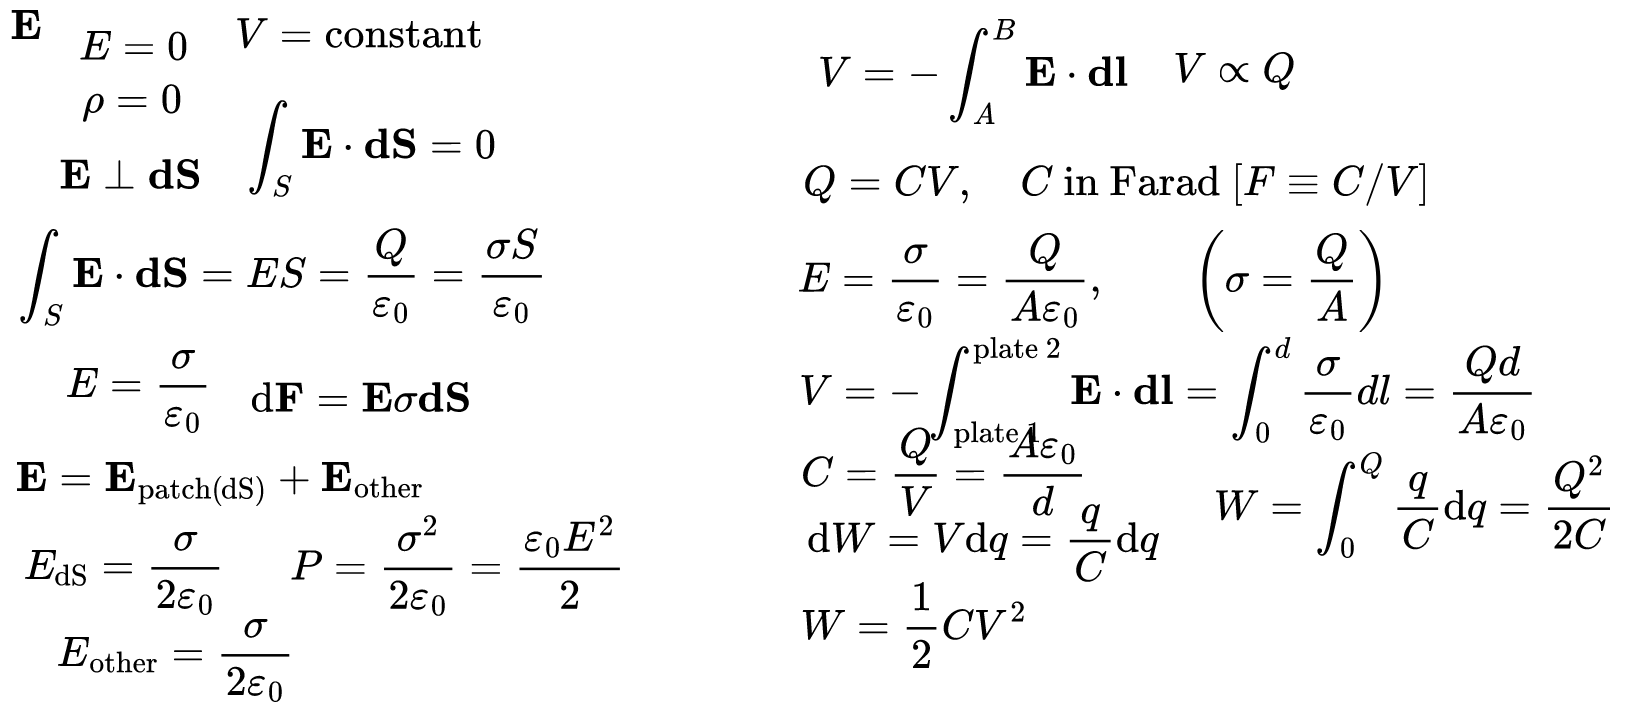 𝐄
E = 0
V = constant
ρ = 0
∫_S 𝐄 · 𝐝𝐒 = 0
𝐄 ⊥ 𝐝𝐒
∫_S 𝐄 · 𝐝𝐒 = ES = Q/ε₀ = σS/ε₀
E = σ/ε₀
d𝐅 = 𝐄σ𝐝𝐒
𝐄 = 𝐄_patch(dS) + 𝐄_other
E_dS = σ/2ε₀
P = σ²/2ε₀ = ε₀E²/2
E_other = σ/2ε₀
V = − ∫_A^B 𝐄 · 𝐝𝐥
V ∝ Q
Q = CV, C in Farad [F ≡ C/V]
E = σ/ε₀ = Q/Aε₀, (σ = Q/A)
V = − ∫_plate 1^plate 2 𝐄 · 𝐝𝐥 = ∫_0^d σ/ε₀ dl = Qd/Aε₀
C = Q/V = Aε₀/d
W = ∫_0^Q q/C dq = Q²/2C
dW = Vdq = q/C dq
W = 1/2 CV²